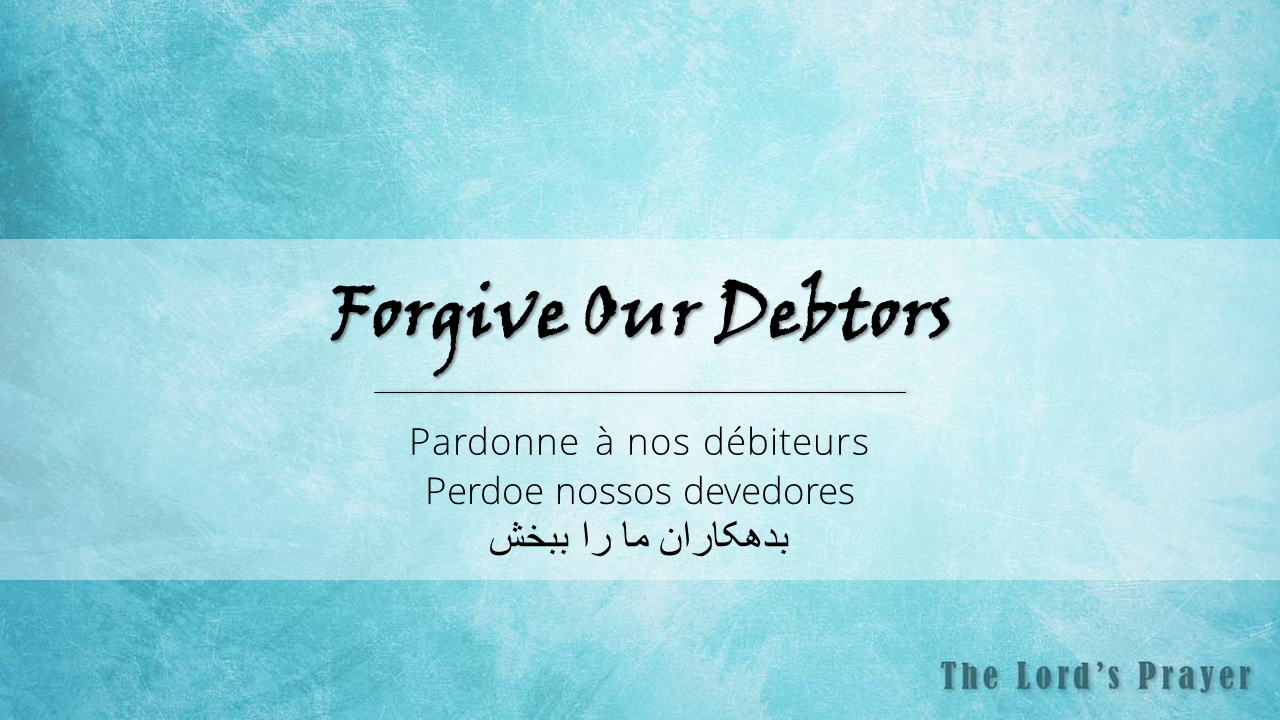 Forgive Our Debtors
Pardonne à nos débiteurs
Perdoe nossos devedores
بدهکاران ما را ببخش
The Lord's Prayer